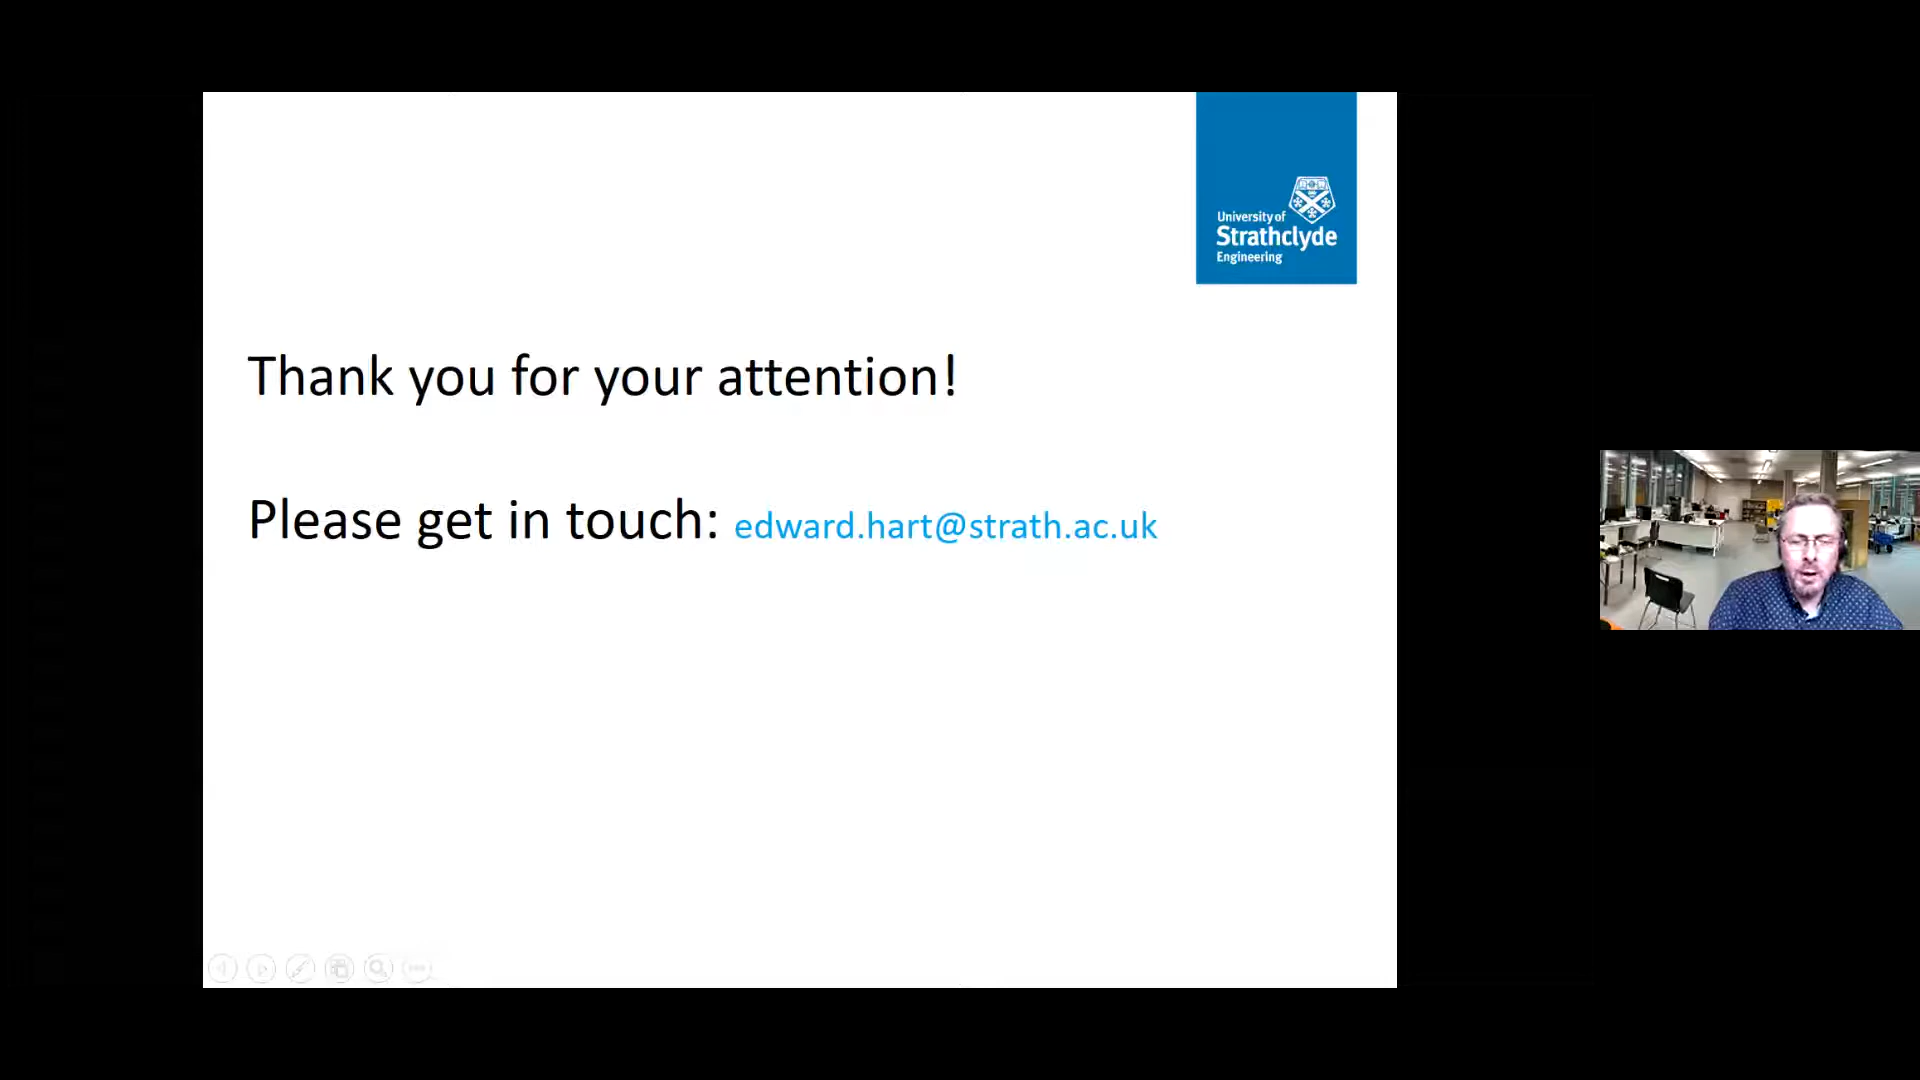 University of
Strathclyde
Engineering
Thank you for your attention!
Please get in touch: edward.hart@strath.ac.uk